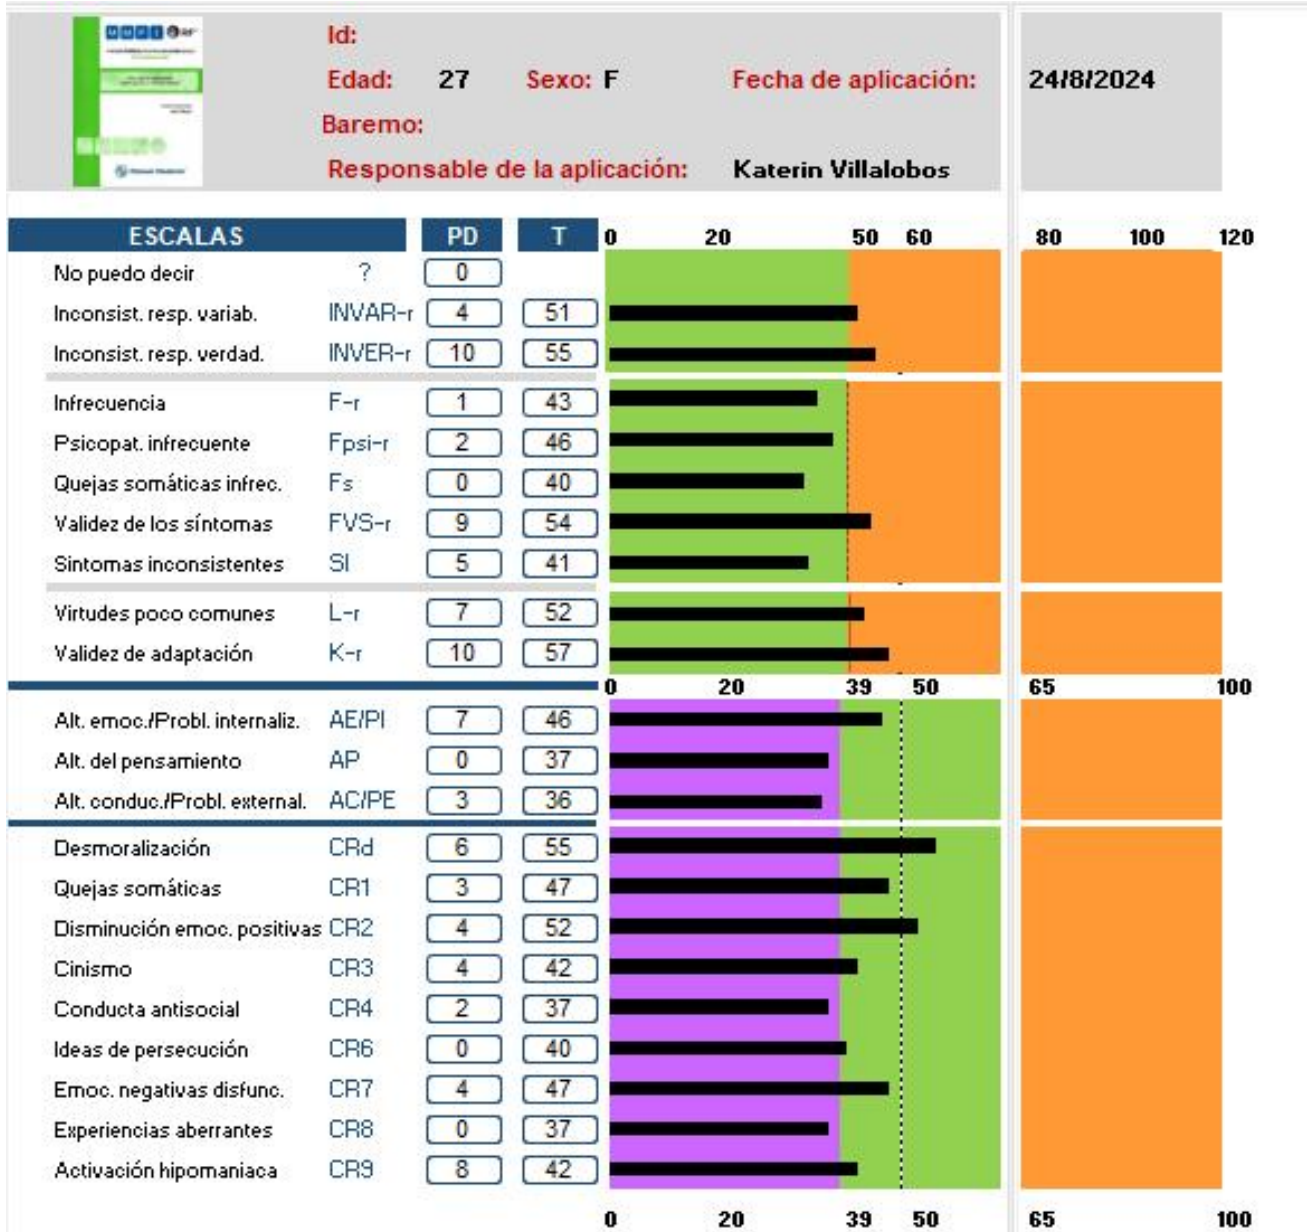 MMPI-2 RF
Id:
Edad: 27 Sexo: F Fecha de aplicación: 24/8/2024
Baremo:
Responsable de la aplicación: Katerin Villalobos
ESCALAS PD T 0 20 50 60 80 100 120
No puedo decir ? 0
Inconsist. resp. variab. INVAR-r 4 51
Inconsist. resp. verdad. INVER-r 10 55
Infrecuencia F-r 1 43
Psicopat. infrecuente Fpsi-r 2 46
Quejas somáticas infrec. Fs 0 40
Validez de los síntomas FVS-r 9 54
Sintomas inconsistentes SI 5 41
Virtudes poco comunes L-r 7 52
Validez de adaptación K-r 10 57
0 20 39 50 65 100
Alt. emoc./Probl. internaliz. AE/PI 7 46
Alt. del pensamiento AP 0 37
Alt. conduc./Probl. external. AC/PE 3 36
Desmoralización CRd 6 55
Quejas somáticas CR1 3 47
Disminución emoc. positivas CR2 4 52
Cinismo CR3 4 42
Conducta antisocial CR4 2 37
Ideas de persecución CR6 0 40
Emoc. negativas disfunc. CR7 4 47
Experiencias aberrantes CR8 0 37
Activación hipomaniaca CR9 8 42
0 20 39 50 65 100